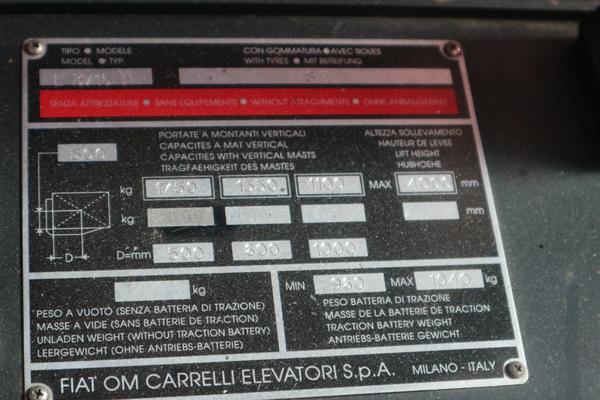 TIPO ● MODELE
MODEL ● TYP.
CON GOMMATURA ● AVEC ROUES
WITH TYRES ● MIT BEREIFUNG
SENZA ATTREZZATURE ● SANS EQUIPEMENTS ● WITHOUT ATTACHMENTS ● OHNE ANBAUGERÄT
PORTATE A MONTANTI VERTICALI
CAPACITES A MAT VERTICAL
CAPACITIES WITH VERTICAL MASTS
TRAGFAEHIGKEIT DES MASTES
ALTEZZA SOLLEVAMENTO
HAUTEUR DE LEVEE
LIFT HEIGHT
HUBHOEHE
500
kg 1750 1100 MAX 4000 mm
kg mm
D D=mm 500 800 1000
kg
PESO A VUOTO (SENZA BATTERIA DI TRAZIONE)
MASSE A VIDE (SANS BATTERIE DE TRACTION)
UNLADEN WEIGHT (WITHOUT TRACTION BATTERY)
LEERGEWICHT (OHNE ANTRIEBS-BATTERIE)
MIN 960 MAX 1040 kg
PESO BATTERIA DI TRAZIONE
MASSE DE LA BATTERIE DE TRACTION
TRACTION BATTERY WEIGHT
ANTRIEBS-BATTERIE GEWICHT
FIAT OM CARRELLI ELEVATORI S.p.A. MILANO - ITALY